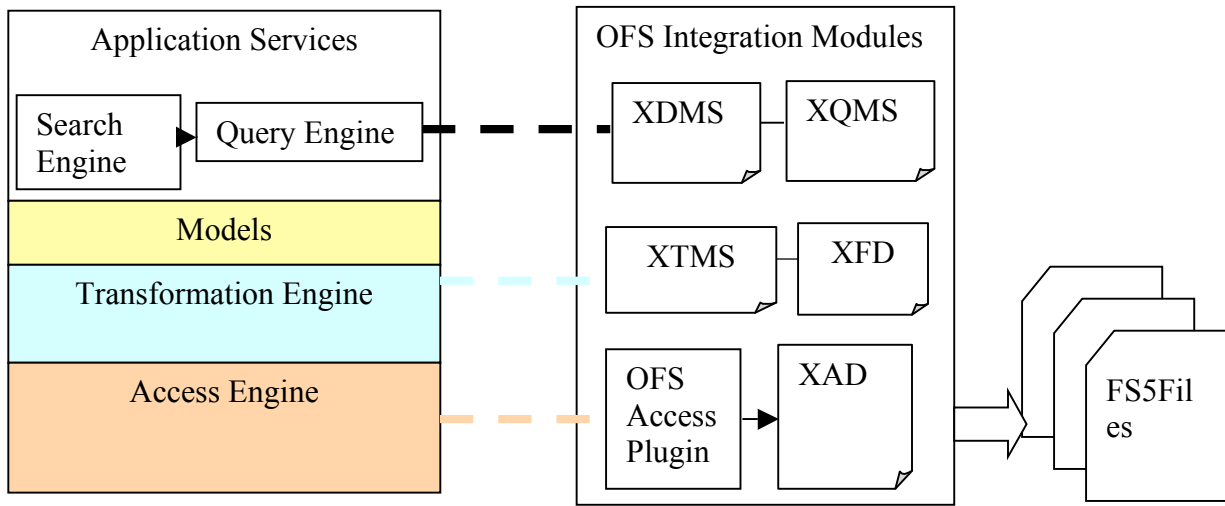 Application Services
Search
Engine
Query Engine
Models
Transformation Engine
Access Engine
OFS Integration Modules
XDMS
XQMS
XTMS
XFD
OFS
Access
Plugin
XAD
FS5Fil
es